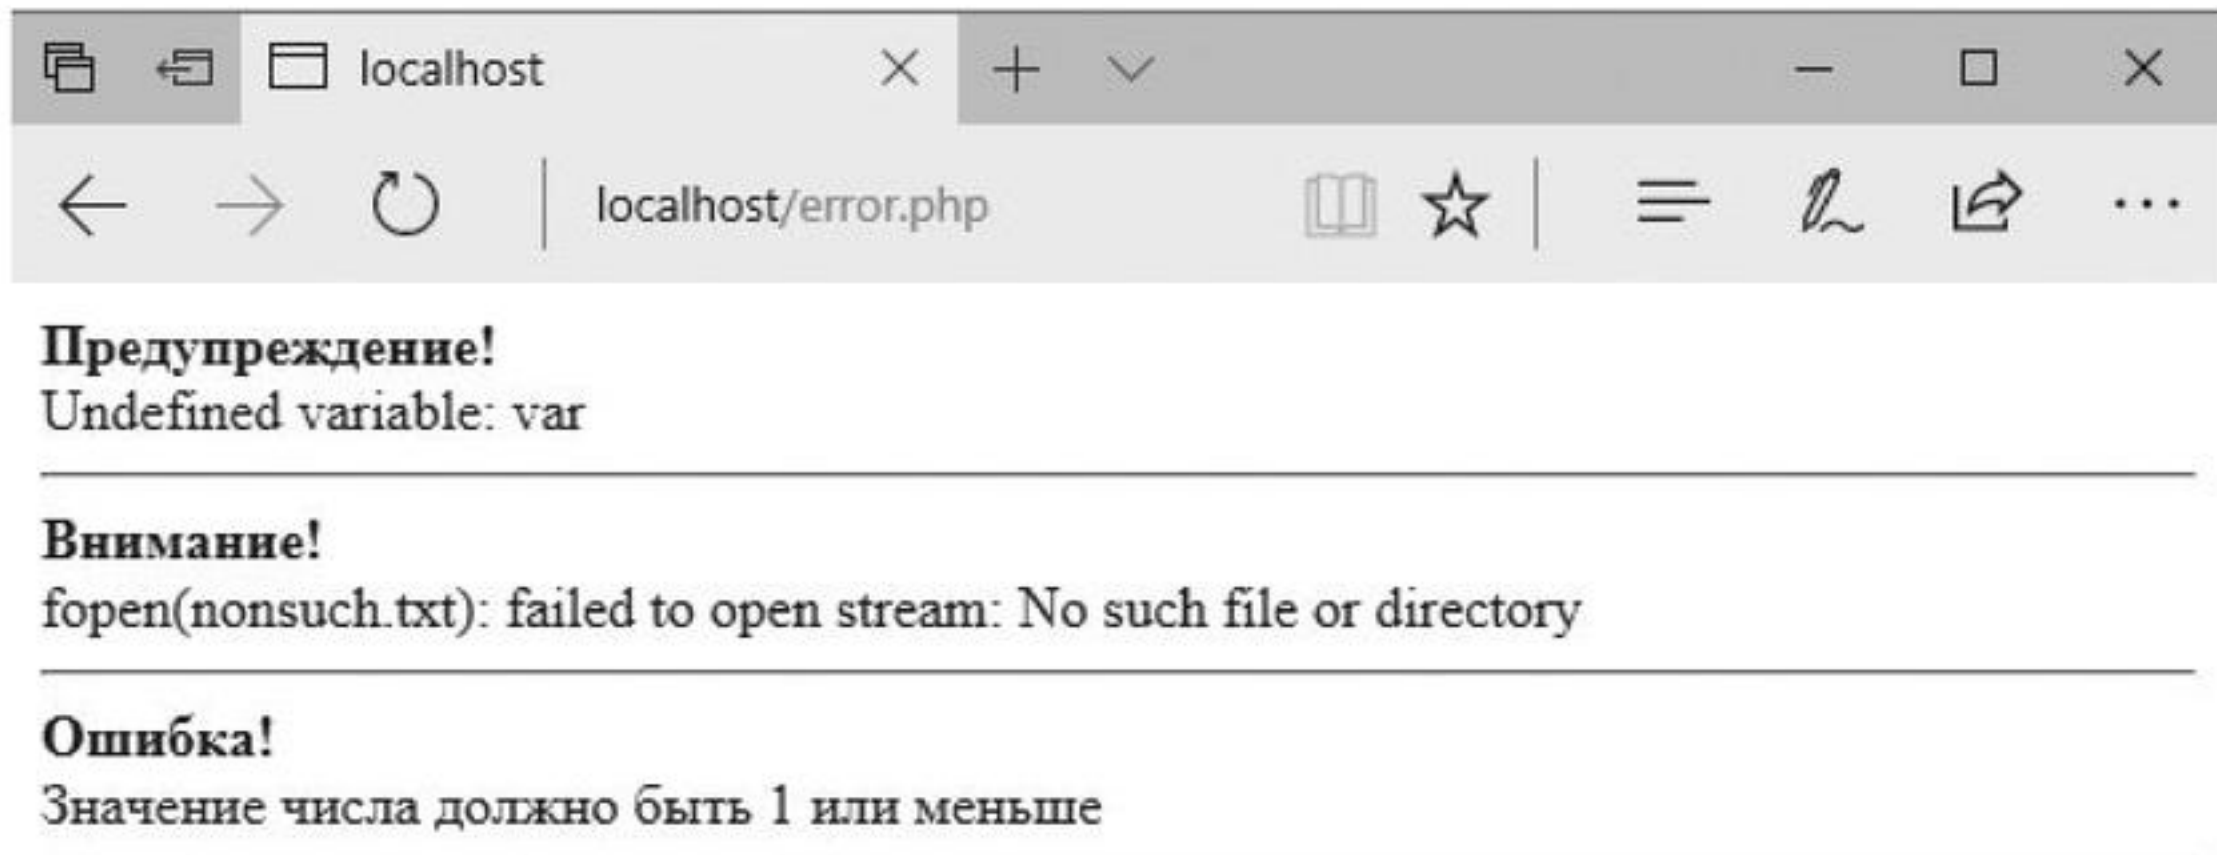 localhost
localhost/error.php
Предупреждение!
Undefined variable: var
Внимание!
fopen(nonsuch.txt): failed to open stream: No such file or directory
Ошибка!
Значение числа должно быть 1 или меньше